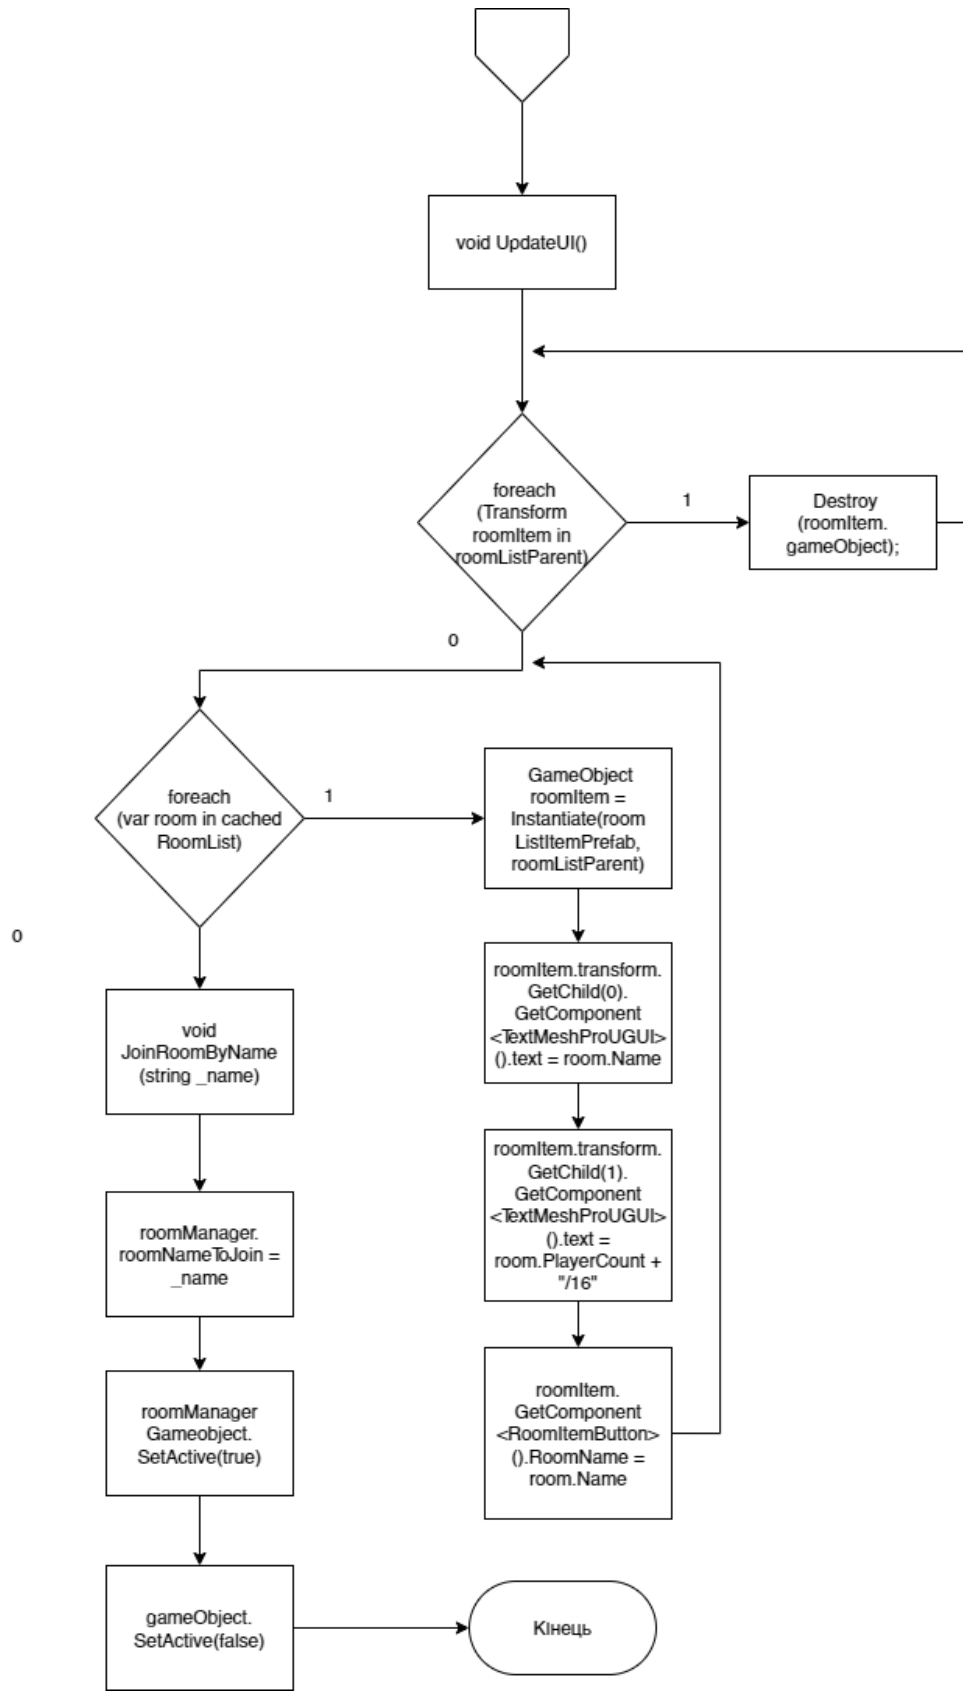 void UpdateUI()
foreach
(Transform
roomItem in
roomListParent)
1
Destroy
(roomItem.
gameObject);
0
foreach
(var room in cached
RoomList)
1
GameObject
roomItem =
Instantiate(room
ListItemPrefab,
roomListParent)
0
roomItem.transform.
GetChild(0).
GetComponent
<TextMeshProUGUI>
().text = room.Name
void
JoinRoomByName
(string _name)
roomItem.transform.
GetChild(1).
GetComponent
<TextMeshProUGUI>
().text =
room.PlayerCount +
"/16"
roomManager.
roomNameToJoin =
_name
roomItem.
GetComponent
<RoomItemButton>
().RoomName =
room.Name
roomManager
Gameobject.
SetActive(true)
gameObject.
SetActive(false)
Кінець